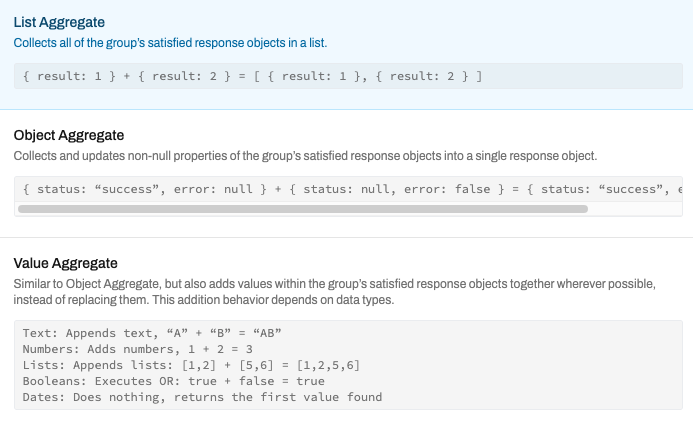 List Aggregate
Collects all of the group's satisfied response objects in a list.
{ result: 1 } + { result: 2 } = [ { result: 1 }, { result: 2 } ]
Object Aggregate
Collects and updates non-null properties of the group's satisfied response objects into a single response object.
{ status: “success”, error: null } + { status: null, error: false } = { status: “success”,
Value Aggregate
Similar to Object Aggregate, but also adds values within the group's satisfied response objects together wherever possible,
instead of replacing them. This addition behavior depends on data types.
Text: Appends text, “A” + “B” = “AB”
Numbers: Adds numbers, 1 + 2 = 3
Lists: Appends lists: [1,2] + [5,6] = [1,2,5,6]
Booleans: Executes OR: true + false = true
Dates: Does nothing, returns the first value found